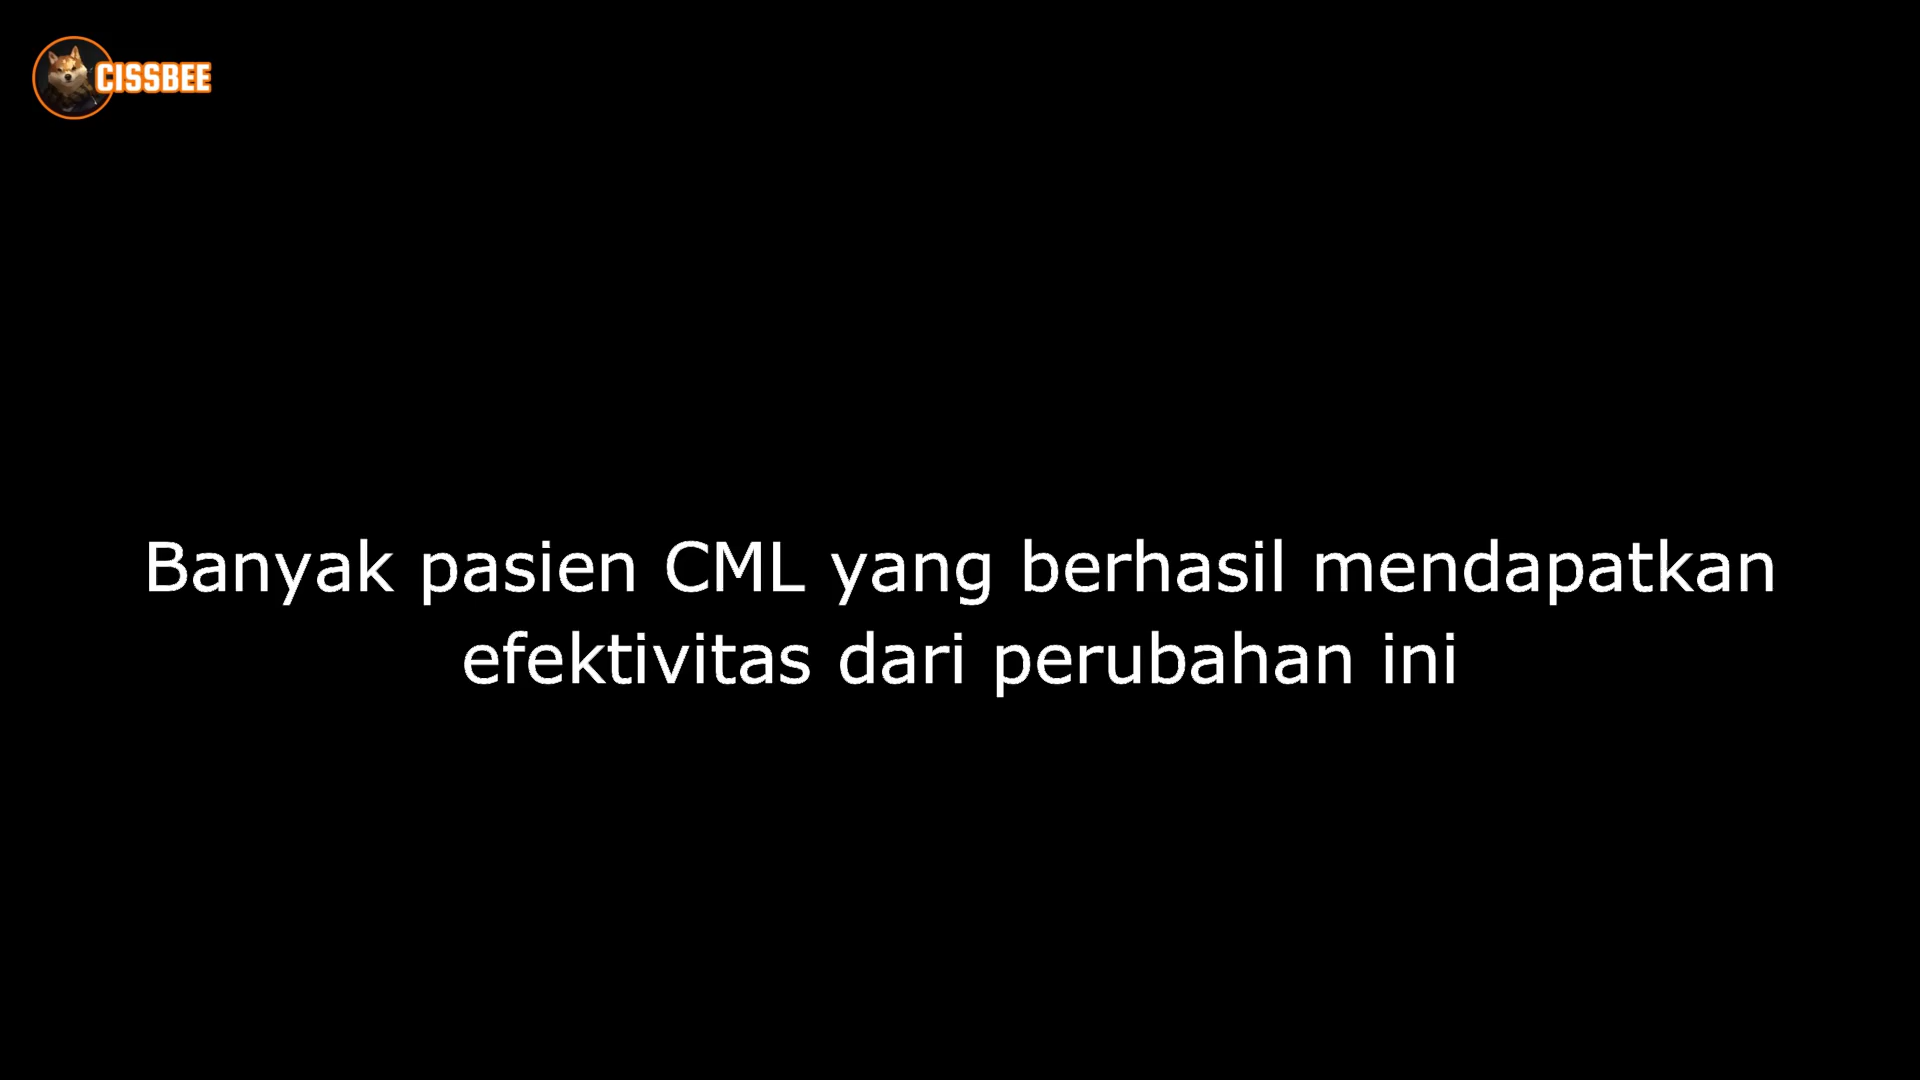 CISSBEE
Banyak pasien CML yang berhasil mendapatkan
efektivitas dari perubahan ini